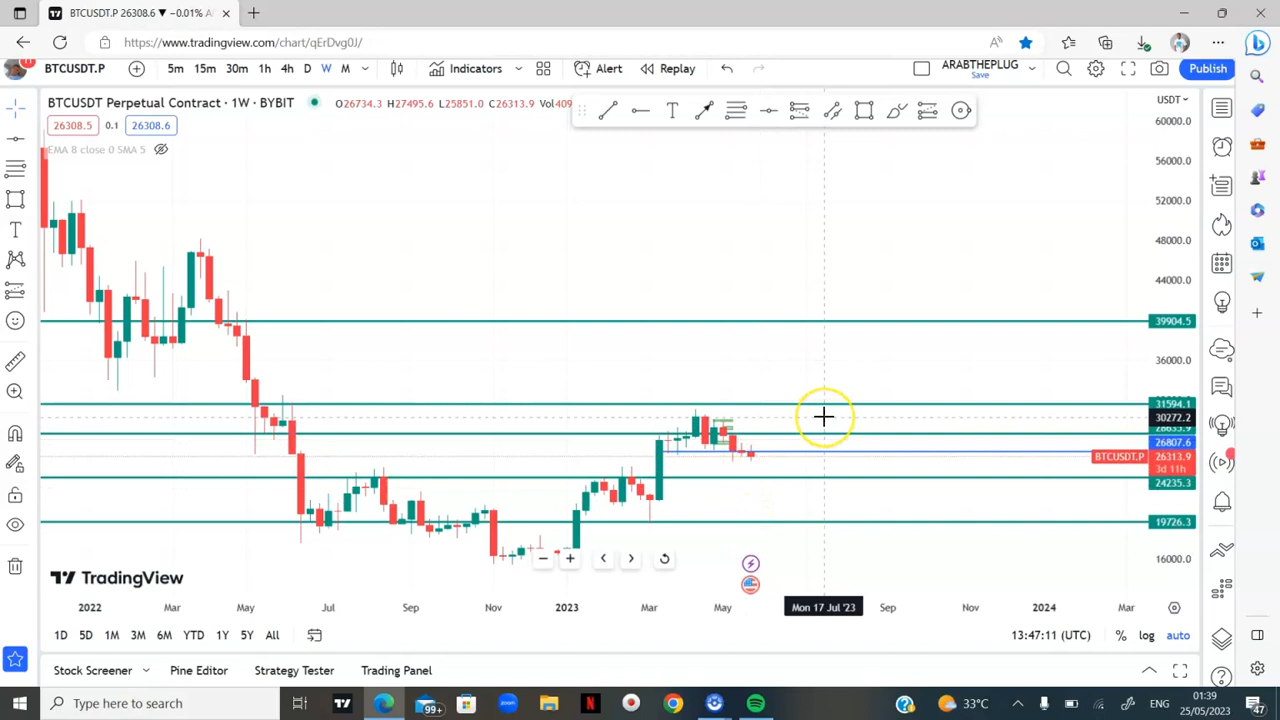 BTCUSDT.P 26308.6 ▼ −0.01%
https://www.tradingview.com/chart/qErDvg0J/
11 BTCUSDT.P 5m 15m 30m 1h 4h D W M Indicators Alert Replay ARABTHEPLUG Save Publish
BTCUSDT Perpetual Contract · 1W · BYBIT O26734.3 H27495.6 L25851.0 C26313.9 Vol409
USDT
26308.5 0.1 26308.6
EMA 8 close 0 SMA 5
60000.0
56000.0
52000.0
48000.0
44000.0
39904.5
36000.0
31594.1
30272.2
28635.9
26807.6
BTCUSDT.P 26313.9
3d 11h
24235.3
19726.3
16000.0
TradingView
2022 Mar May Jul Sep Nov 2023 Mar May Mon 17 Jul '23 Sep Nov 2024 Mar
1D 5D 1M 3M 6M YTD 1Y 5Y All 13:47:11 (UTC) % log auto
Stock Screener Pine Editor Strategy Tester Trading Panel
Type here to search 99+ 33°C ENG 01:39
25/05/2023 47